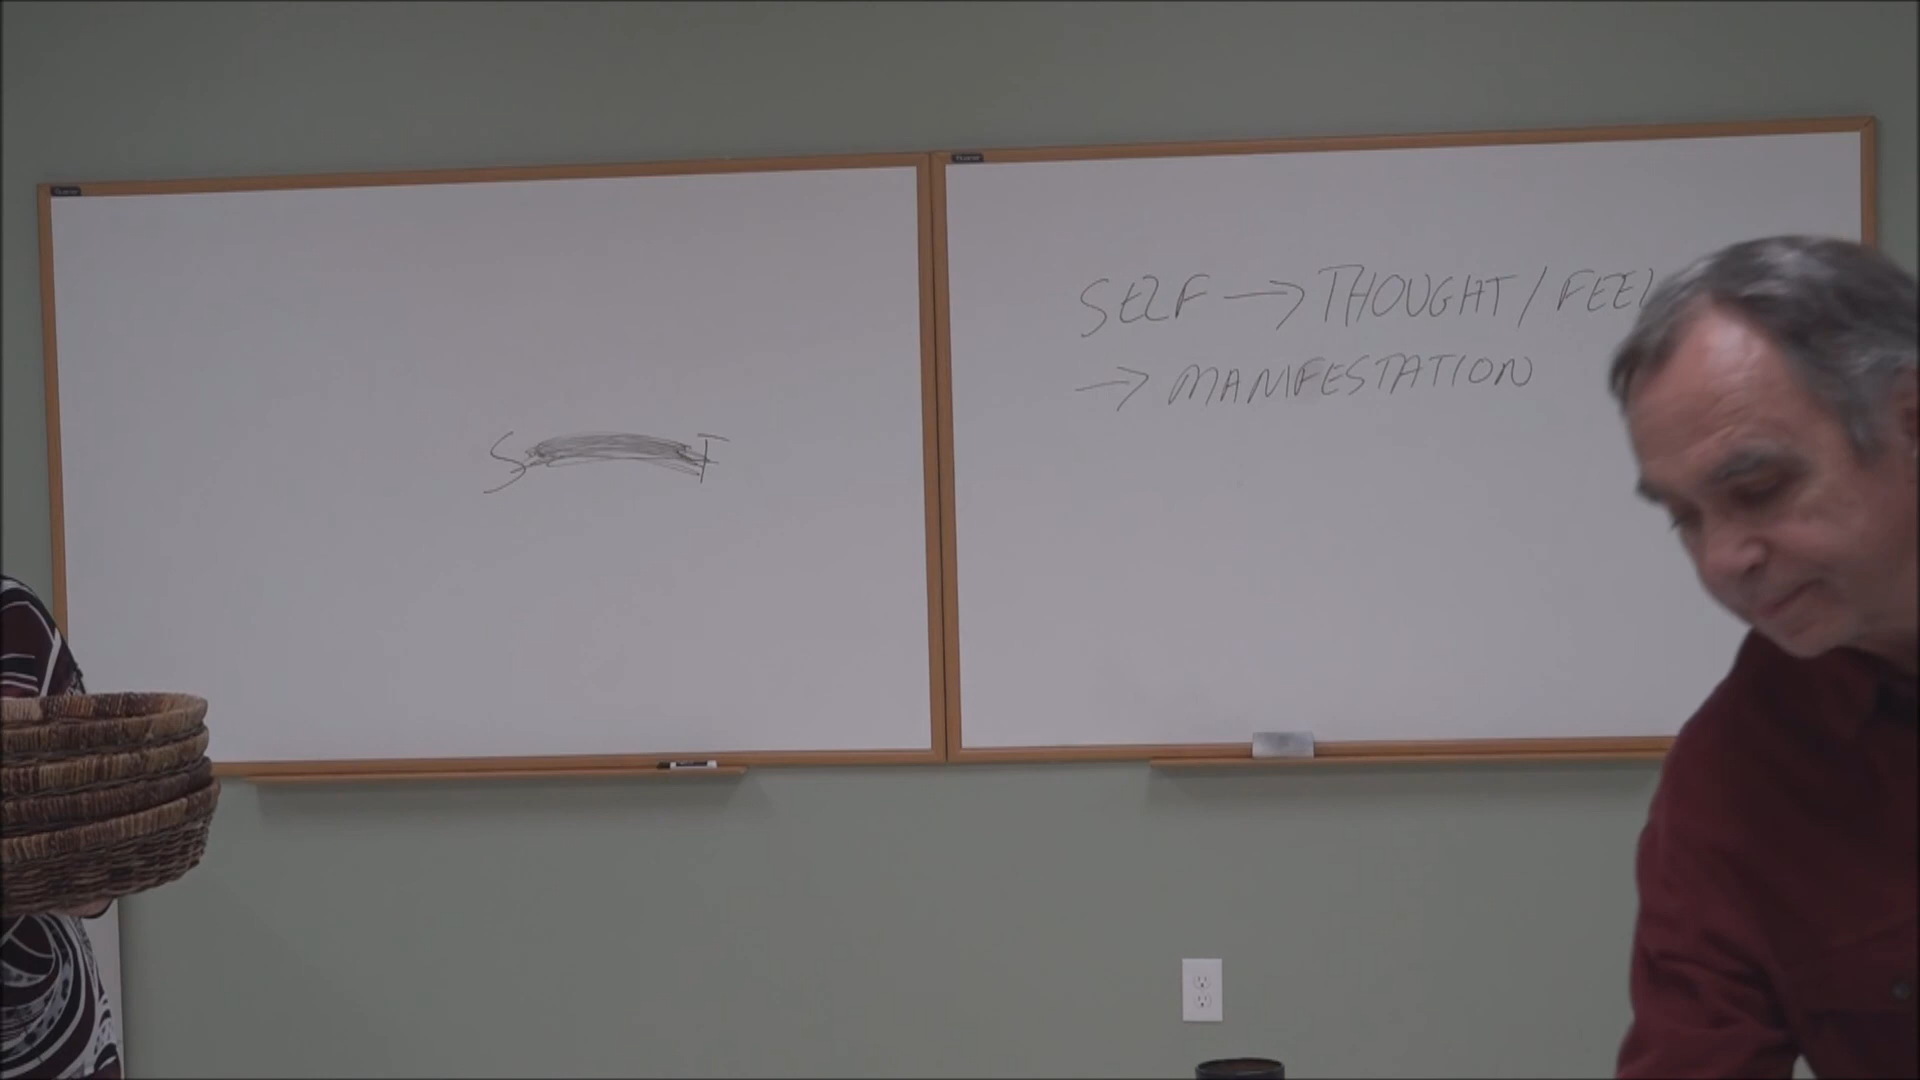 S T
SELF → THOUGHT / FEEL
→ MANIFESTATION